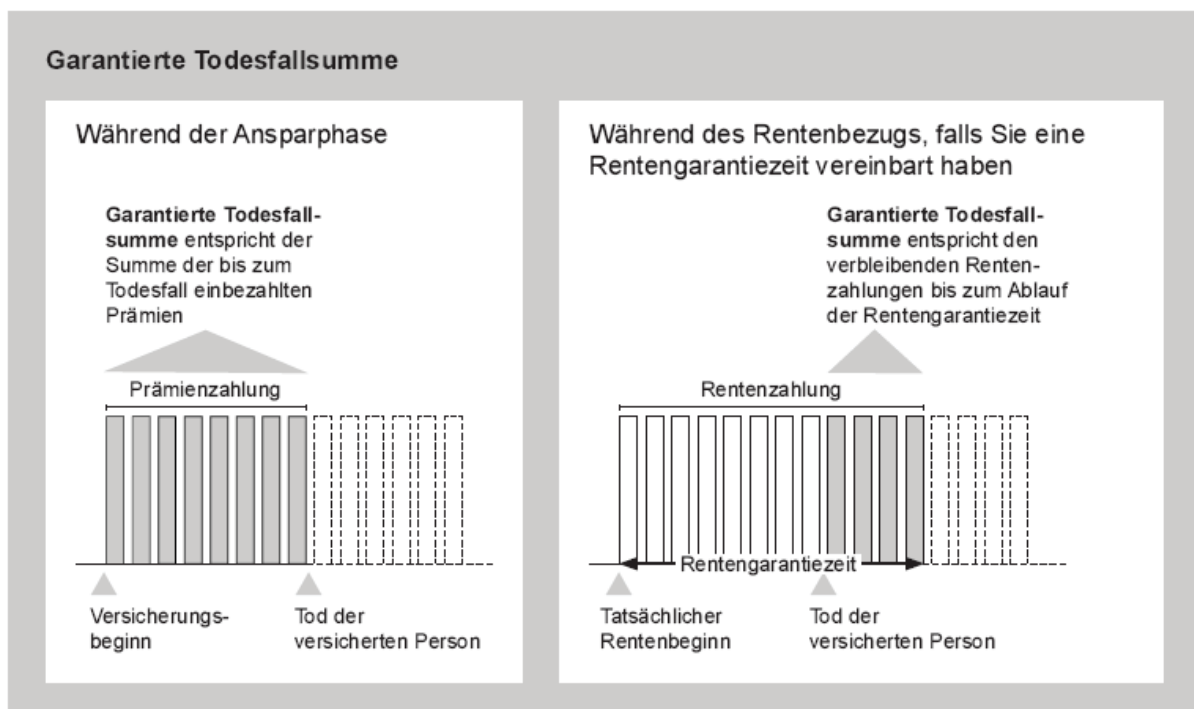 Garantierte Todesfallsumme
Während der Ansparphase
Garantierte Todesfall-
summe entspricht der
Summe der bis zum
Todesfall einbezahlten
Prämien
Prämienzahlung
Versicherungs-
beginn
Tod der
versicherten Person
Während des Rentenbezugs, falls Sie eine
Rentengarantiezeit vereinbart haben
Garantierte Todesfall-
summe entspricht den
verbleibenden Renten-
zahlungen bis zum Ablauf
der Rentengarantiezeit
Rentenzahlung
Rentengarantiezeit
Tatsächlicher
Rentenbeginn
Tod der
versicherten Person